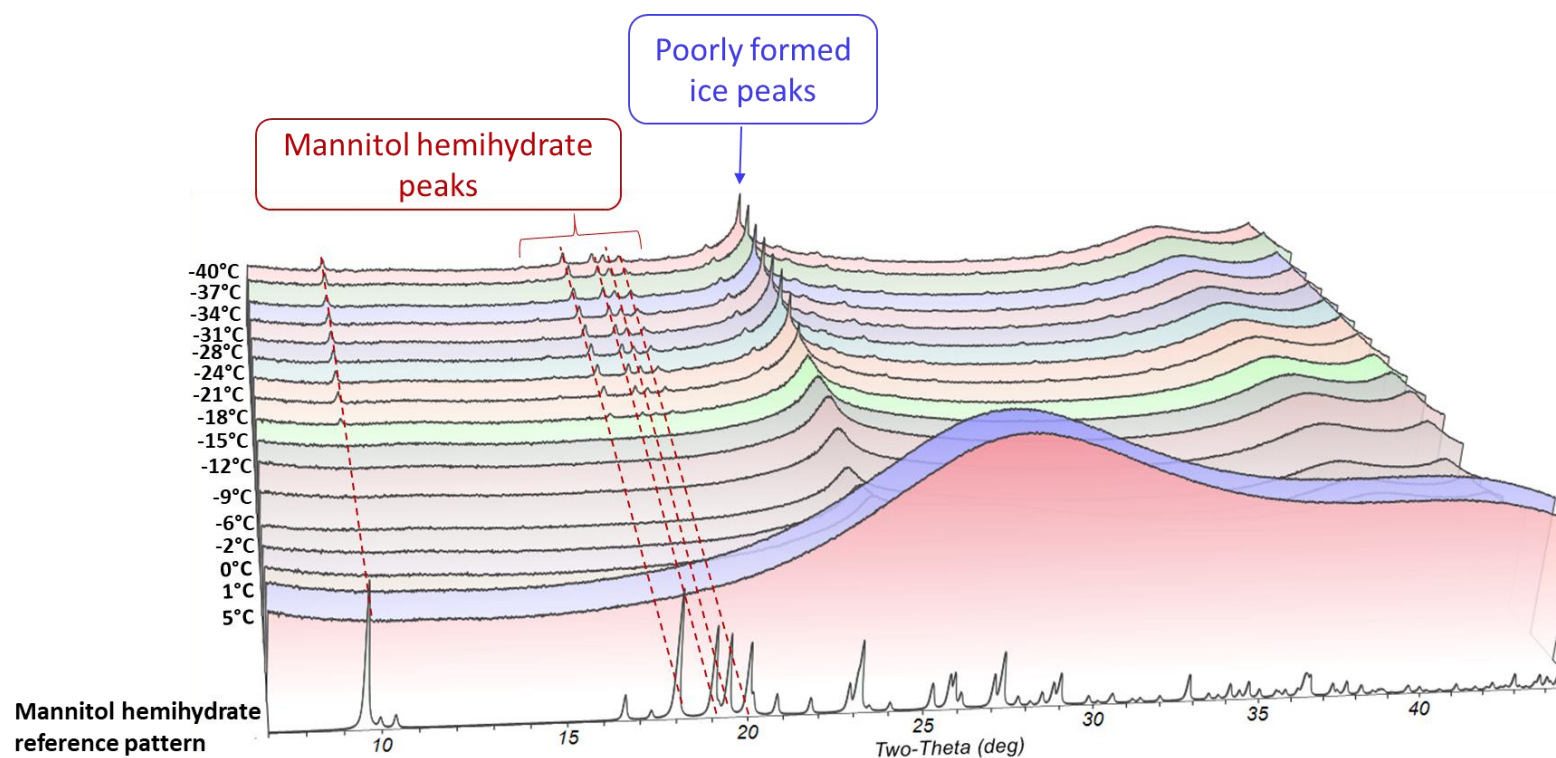 Poorly formed
ice peaks
Mannitol hemihydrate
peaks
-40°C
-37°C
-34°C
-31°C
-28°C
-24°C
-21°C
-18°C
-15°C
-12°C
-9°C
-6°C
-2°C
0°C
1°C
5°C
Mannitol hemihydrate
reference pattern
10 15 20 25 30 35 40
Two-Theta (deg)